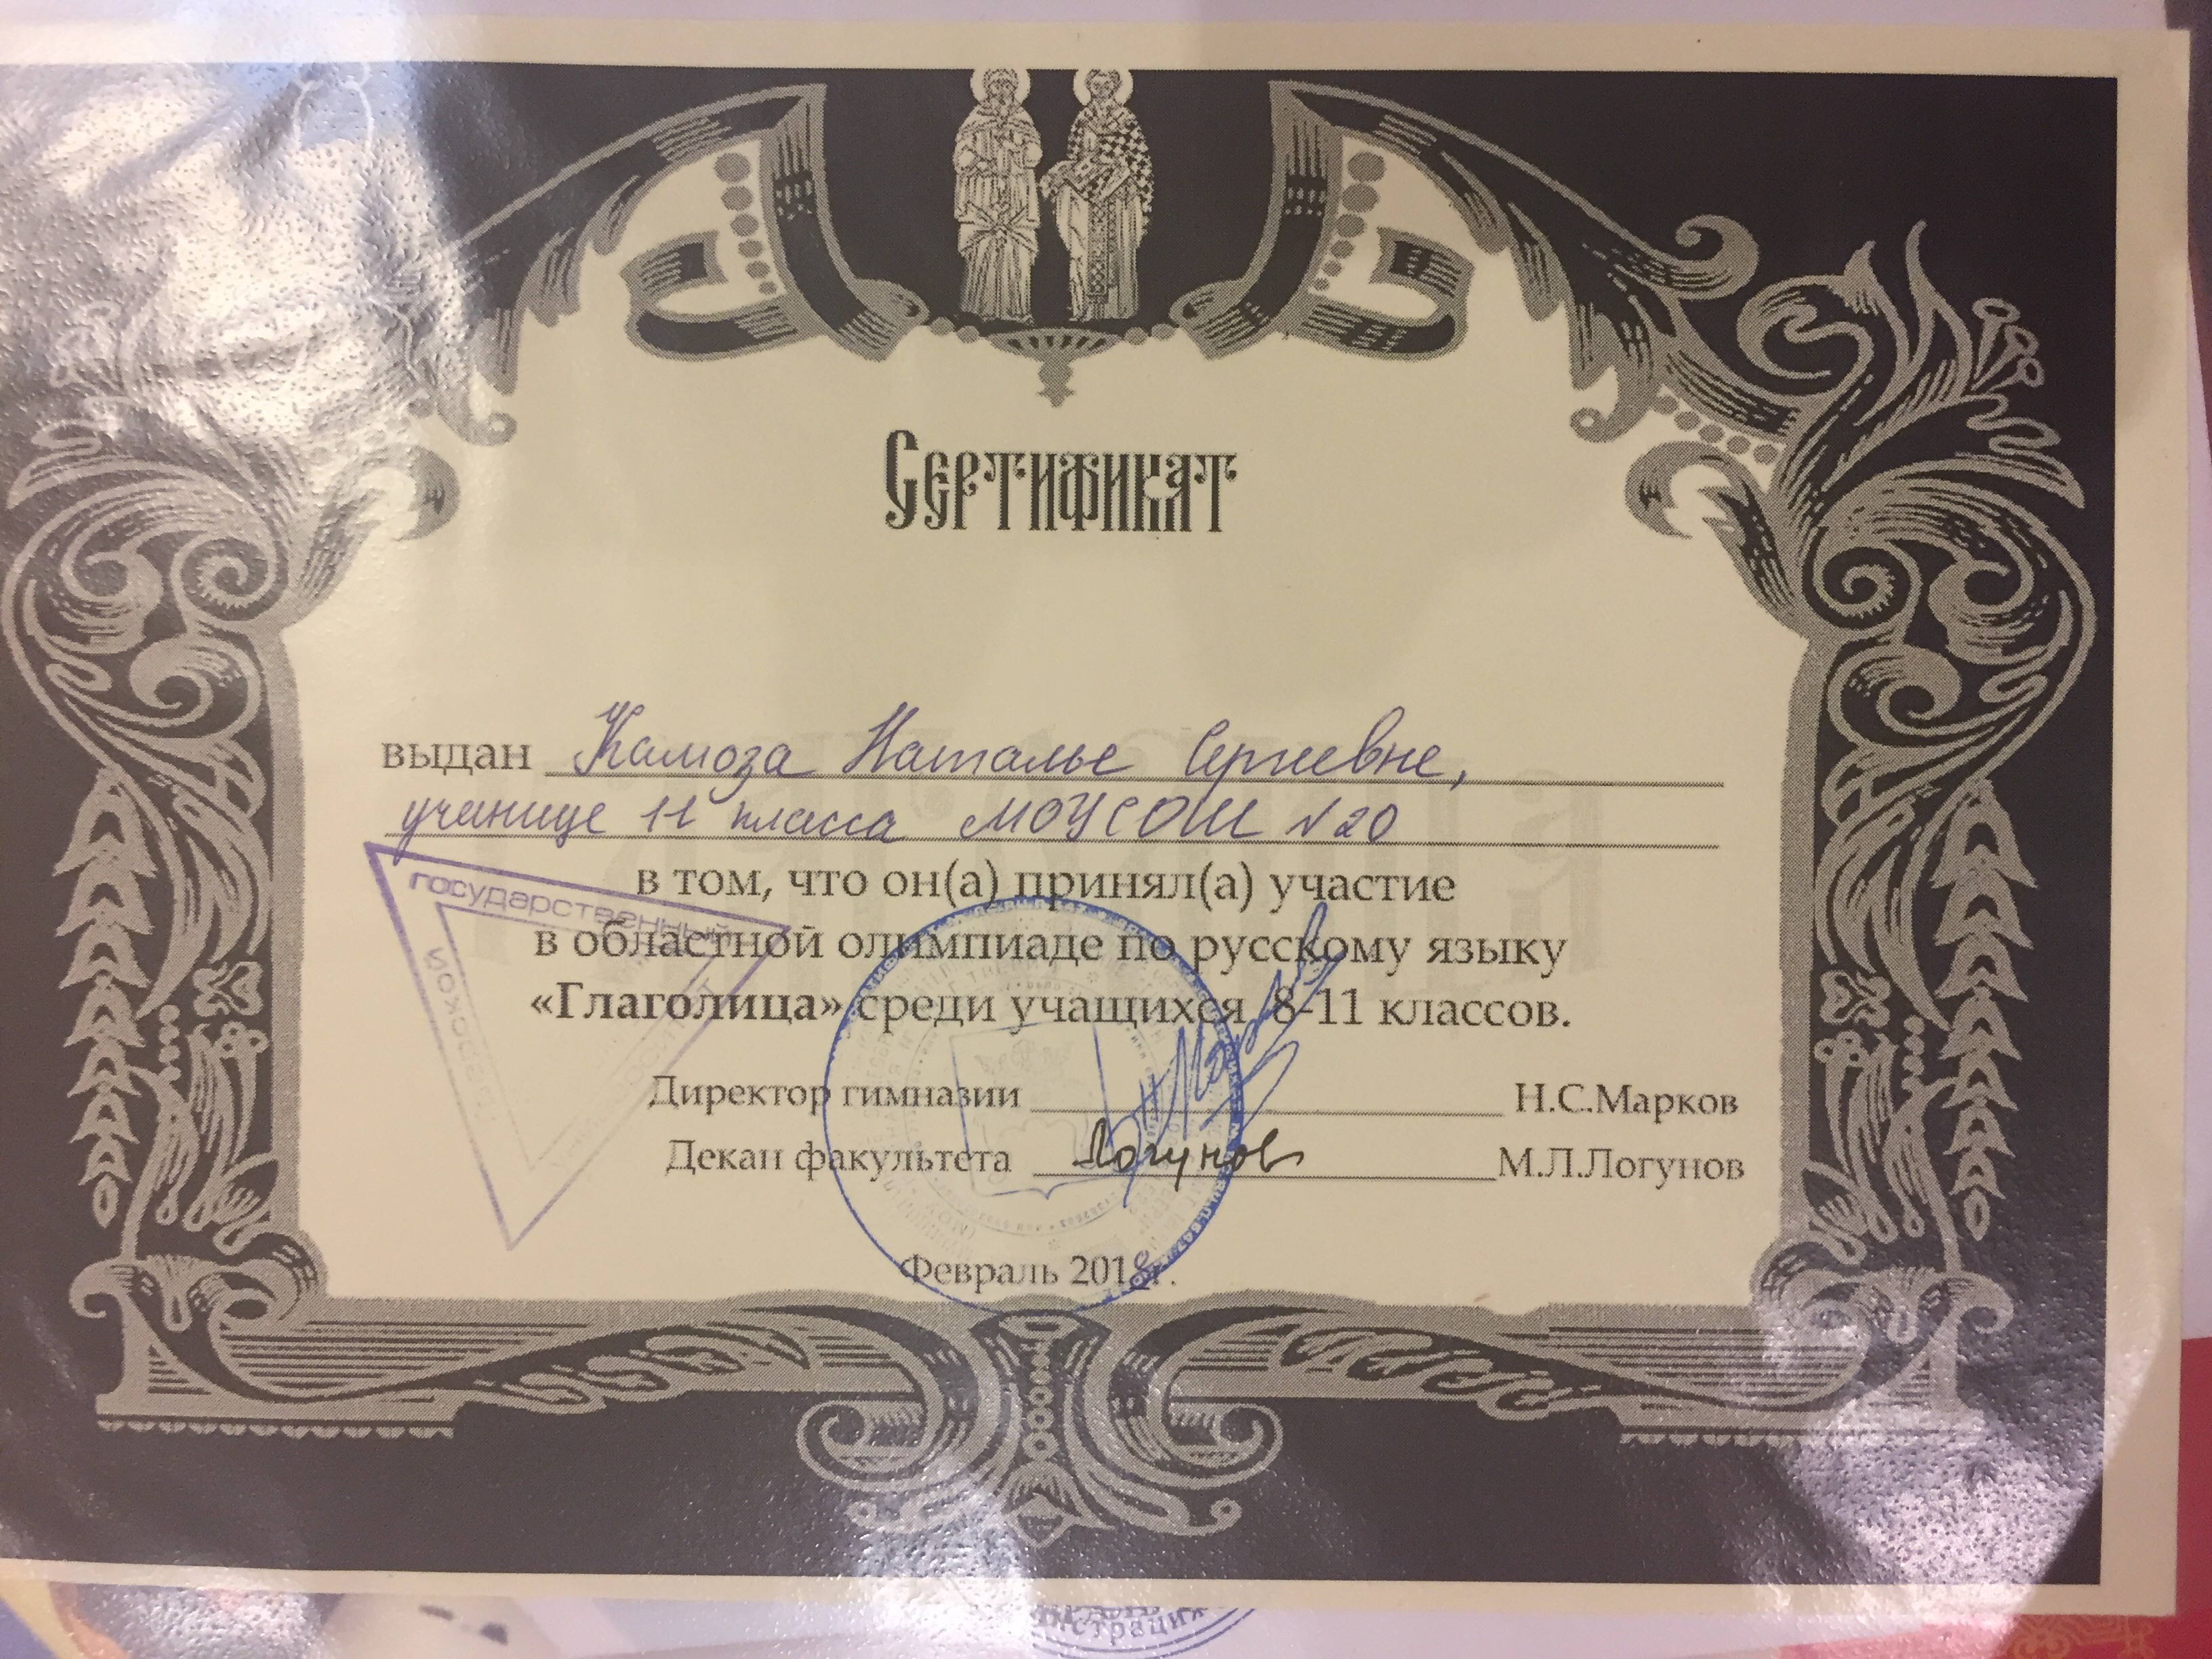 Сертификат
выдан Камоза Наталье Сергеевне,
ученице 11 класса МОУСОШ №20
в том, что он(а) принял(а) участие
в областной олимпиаде по русскому языку
«Глаголица» среди учащихся 8-11 классов.
Директор гимназии Н.С.Марков
Декан факультета Логунов М.Л.Логунов
Февраль 2018г.
государственный